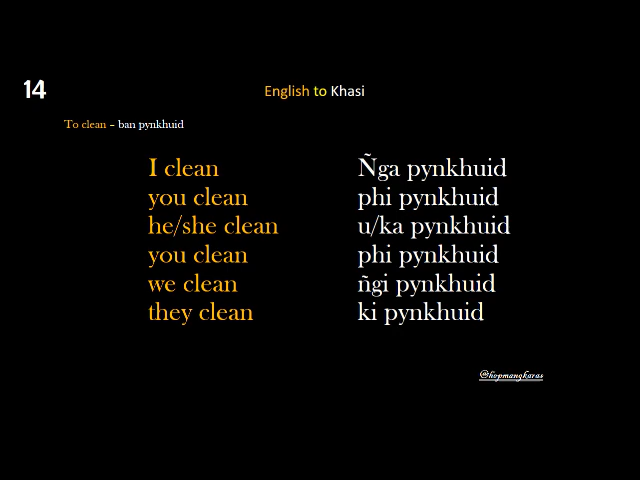 14
English to Khasi
To clean – ban pynkhuid
I clean Ñga pynkhuid
you clean phi pynkhuid
he/she clean u/ka pynkhuid
you clean phi pynkhuid
we clean ñgi pynkhuid
they clean ki pynkhuid
@hopmangkaras